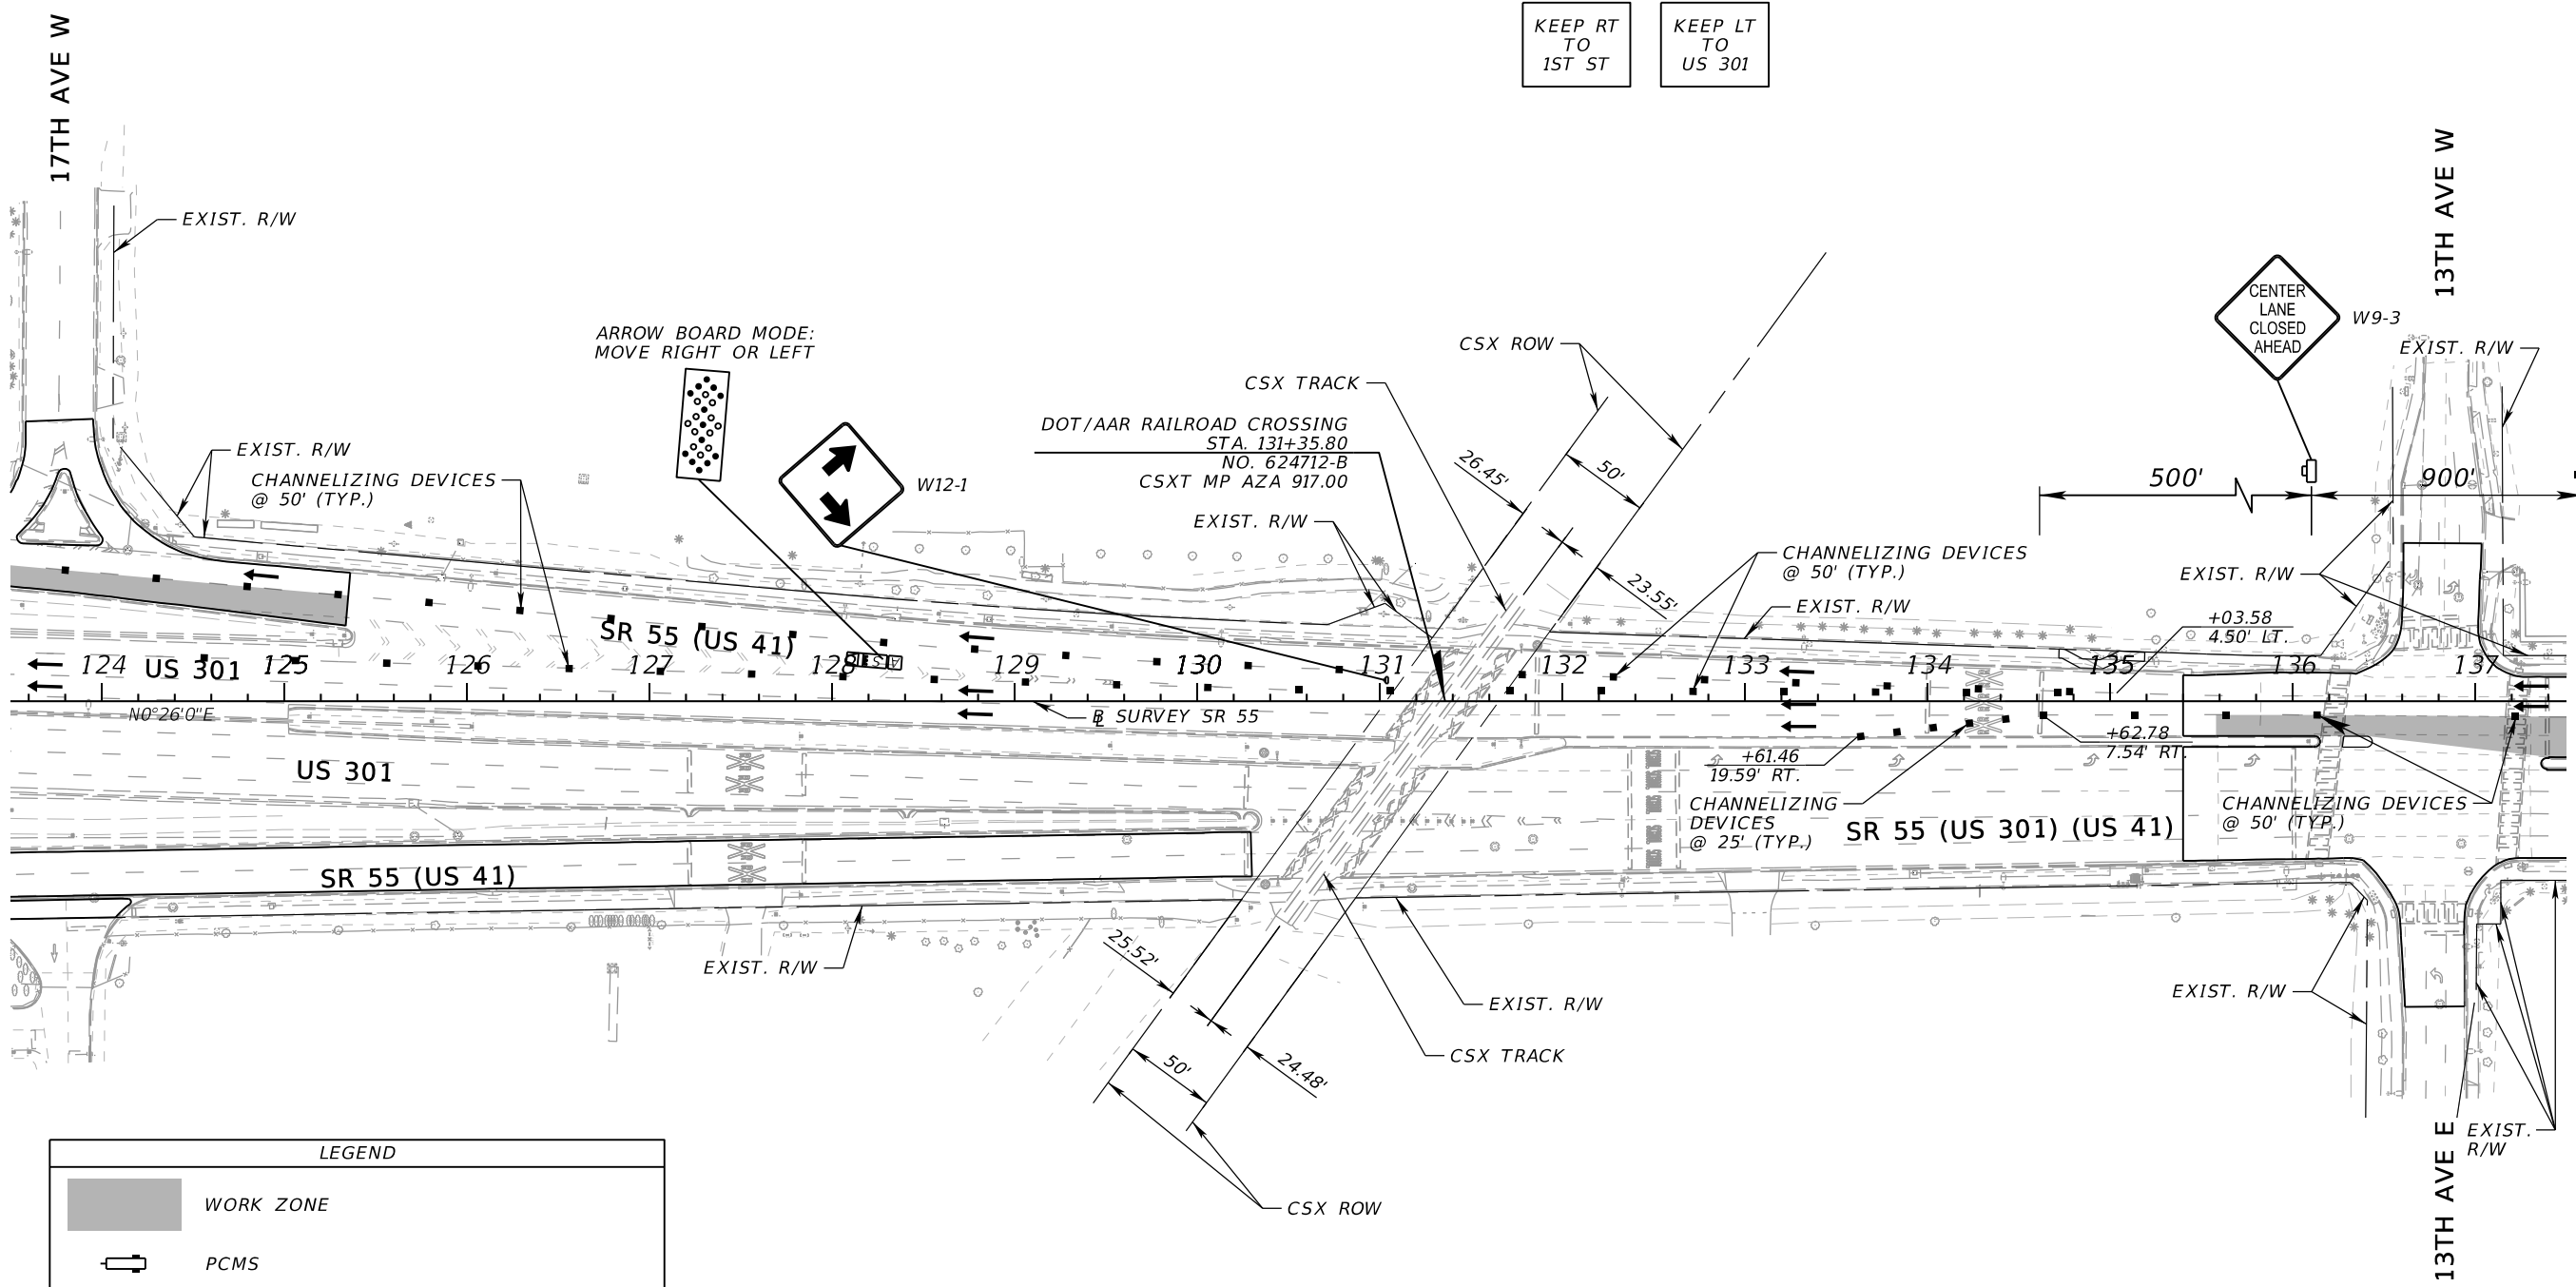 KEEP RT
TO
1ST ST
KEEP LT
TO
US 301
17TH AVE W
13TH AVE W
EXIST. R/W
ARROW BOARD MODE:
MOVE RIGHT OR LEFT
CENTER
LANE
CLOSED
AHEAD
W9-3
EXIST. R/W
CSX ROW
CSX TRACK
DOT/AAR RAILROAD CROSSING
STA. 131+35.80
NO. 624712-B
CSXT MP AZA 917.00
EXIST. R/W
CHANNELIZING DEVICES
@ 50' (TYP.)
W12-1
26.45'
50'
500'
900'
EXIST. R/W
23.55'
CHANNELIZING DEVICES
@ 50' (TYP.)
EXIST. R/W
EXIST. R/W
+03.58
4.50' LT.
SR 55 (US 41)
US 301
124
125
126
127
128
129
130
131
132
133
134
135
136
137
N0°26'0"E
B SURVEY SR 55
US 301
+61.46
19.59' RT.
+62.78
7.54' RT.
CHANNELIZING
DEVICES
@ 25' (TYP.)
CHANNELIZING DEVICES
@ 50' (TYP.)
SR 55 (US 301) (US 41)
SR 55 (US 41)
EXIST. R/W
25.52'
50'
24.48'
EXIST. R/W
CSX TRACK
EXIST. R/W
EXIST.
R/W
CSX ROW
13TH AVE E
LEGEND
WORK ZONE
PCMS